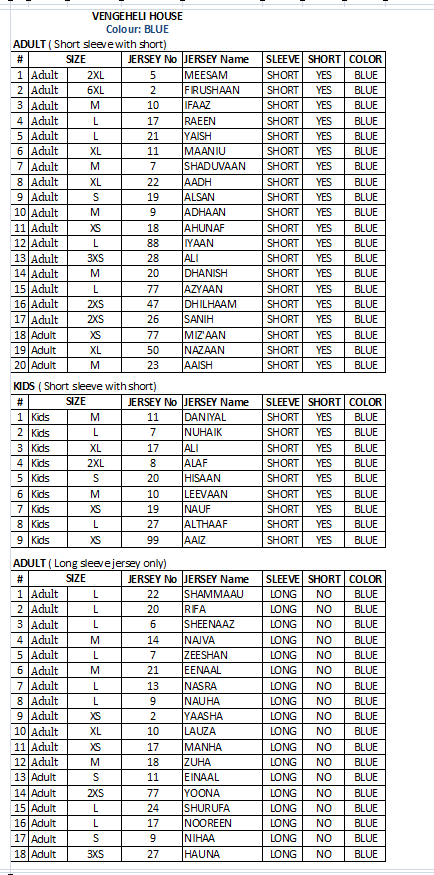 VENGEHELI HOUSE
Colour: BLUE
ADULT ( Short sleeve with short)
# SIZE JERSEY No JERSEY Name SLEEVE SHORT COLOR
1 Adult 2XL 5 MEESAM SHORT YES BLUE
2 Adult 6XL 2 FIRUSHAAN SHORT YES BLUE
3 Adult M 10 IFAAZ SHORT YES BLUE
4 Adult L 17 RAEEN SHORT YES BLUE
5 Adult L 21 YAISH SHORT YES BLUE
6 Adult XL 11 MAANIU SHORT YES BLUE
7 Adult M 7 SHADUVAAN SHORT YES BLUE
8 Adult XL 22 AADH SHORT YES BLUE
9 Adult S 19 ALSAN SHORT YES BLUE
10 Adult M 9 ADHAAN SHORT YES BLUE
11 Adult XS 18 AHUNAF SHORT YES BLUE
12 Adult L 88 IYAAN SHORT YES BLUE
13 Adult 3XS 28 ALI SHORT YES BLUE
14 Adult M 20 DHANISH SHORT YES BLUE
15 Adult L 77 AZYAAN SHORT YES BLUE
16 Adult 2XS 47 DHILHAAM SHORT YES BLUE
17 Adult 2XS 26 SANIH SHORT YES BLUE
18 Adult XS 77 MIZ'AAN SHORT YES BLUE
19 Adult XL 50 NAZAAN SHORT YES BLUE
20 Adult M 23 AAISH SHORT YES BLUE
KIDS ( Short sleeve with short)
# SIZE JERSEY No JERSEY Name SLEEVE SHORT COLOR
1 Kids M 11 DANIYAL SHORT YES BLUE
2 Kids L 7 NUHAIK SHORT YES BLUE
3 Kids XL 17 ALI SHORT YES BLUE
4 Kids 2XL 8 ALAF SHORT YES BLUE
5 Kids S 20 HISAAN SHORT YES BLUE
6 Kids M 10 LEEVAAN SHORT YES BLUE
7 Kids XS 19 NAUF SHORT YES BLUE
8 Kids L 27 ALTHAAF SHORT YES BLUE
9 Kids XS 99 AAIZ SHORT YES BLUE
ADULT ( Long sleeve jersey only)
# SIZE JERSEY No JERSEY Name SLEEVE SHORT COLOR
1 Adult L 22 SHAMMAAU LONG NO BLUE
2 Adult L 20 RIFA LONG NO BLUE
3 Adult L 6 SHEENAAZ LONG NO BLUE
4 Adult M 14 NAJVA LONG NO BLUE
5 Adult L 7 ZEESHAN LONG NO BLUE
6 Adult M 21 EENAAL LONG NO BLUE
7 Adult L 13 NASRA LONG NO BLUE
8 Adult L 9 NAUHA LONG NO BLUE
9 Adult XS 2 YAASHA LONG NO BLUE
10 Adult XL 10 LAUZA LONG NO BLUE
11 Adult XS 17 MANHA LONG NO BLUE
12 Adult M 18 ZUHA LONG NO BLUE
13 Adult S 11 EINAAL LONG NO BLUE
14 Adult 2XS 77 YOONA LONG NO BLUE
15 Adult L 24 SHURUFA LONG NO BLUE
16 Adult L 17 NOOREEN LONG NO BLUE
17 Adult S 9 NIHAA LONG NO BLUE
18 Adult 3XS 27 HAUNA LONG NO BLUE